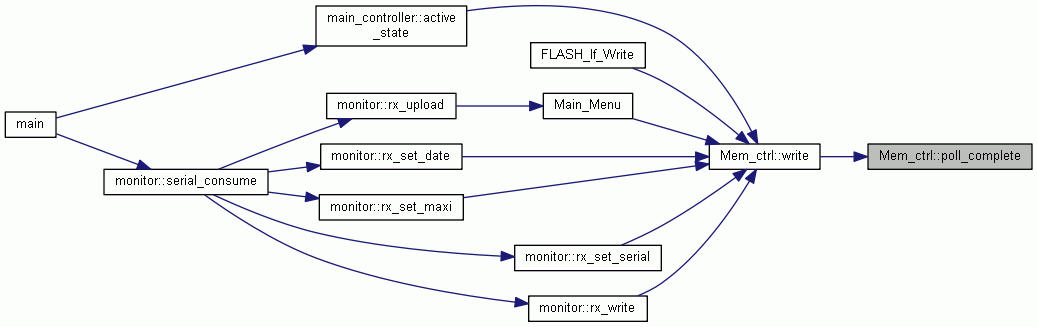 main_controller::active
_state
FLASH_If_Write
monitor::rx_upload
Main_Menu
main
monitor::rx_set_date
Mem_ctrl::write
Mem_ctrl::poll_complete
monitor::serial_consume
monitor::rx_set_maxi
monitor::rx_set_serial
monitor::rx_write